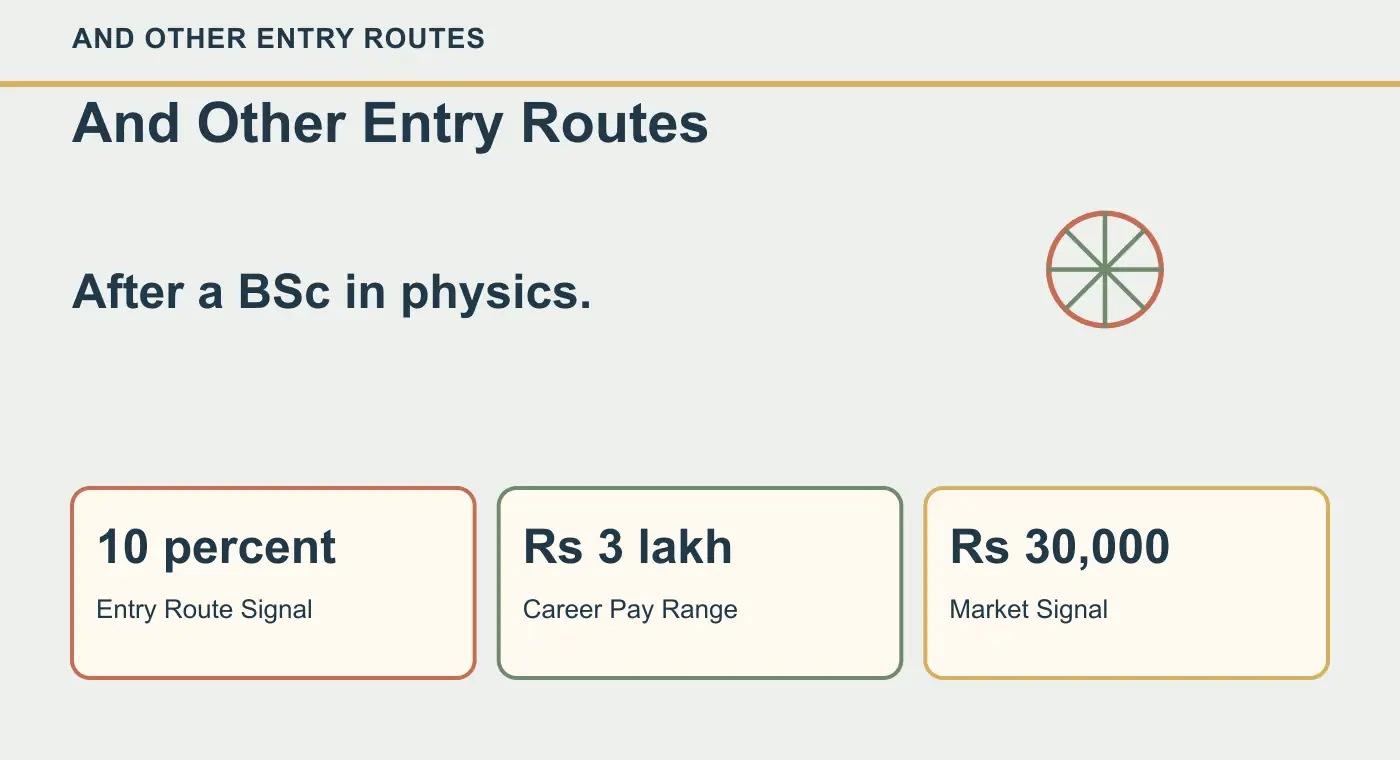 AND OTHER ENTRY ROUTES
And Other Entry Routes
After a BSc in physics.
10 percent
Entry Route Signal
Rs 3 lakh
Career Pay Range
Rs 30,000
Market Signal